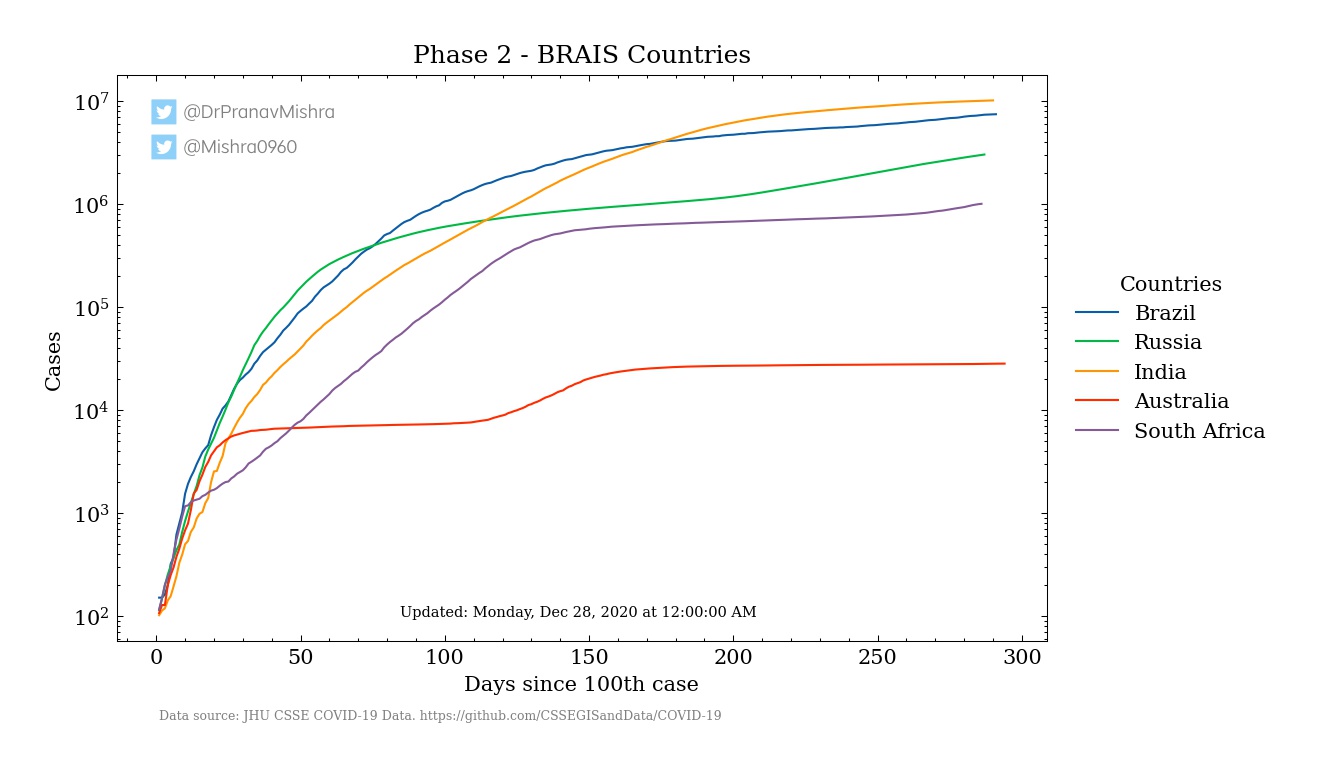 Phase 2 - BRAIS Countries
@DrPranavMishra
@Mishra0960
10⁷
10⁶
10⁵
10⁴
10³
10²
Cases
Updated: Monday, Dec 28, 2020 at 12:00:00 AM
0 50 100 150 200 250 300
Days since 100th case
Countries
Brazil
Russia
India
Australia
South Africa
Data source: JHU CSSE COVID-19 Data. https://github.com/CSSEGISandData/COVID-19